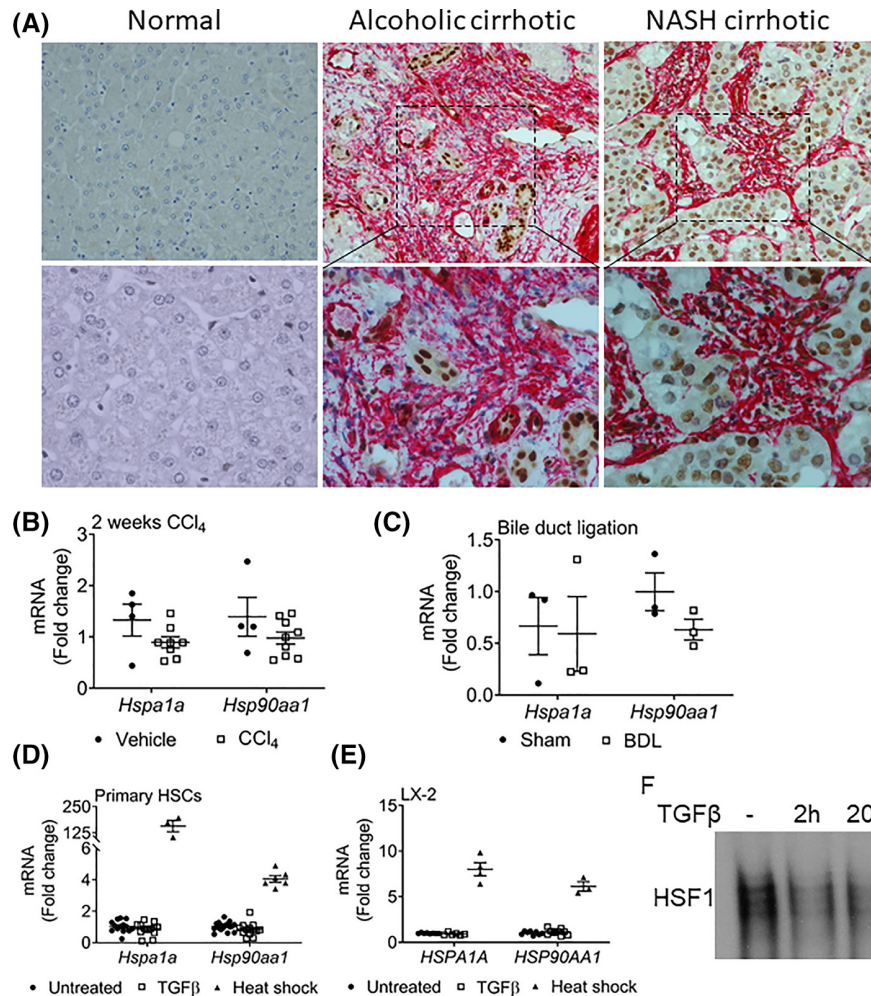 (A) Normal Alcoholic cirrhotic NASH cirrhotic
(B) 2 weeks CCl₄
mRNA
(Fold change)
3
2
1
0
Hspa1a Hsp90aa1
● Vehicle □ CCl₄
(C) Bile duct ligation
mRNA
(Fold change)
1.5
1.0
0.5
0.0
Hspa1a Hsp90aa1
● Sham □ BDL
(D) Primary HSCs
mRNA
(Fold change)
250
125
6
4
2
0
Hspa1a Hsp90aa1
● Untreated □ TGFβ ▲ Heat shock
(E) LX-2
mRNA
(Fold change)
15
10
5
0
HSPA1A HSP90AA1
● Untreated □ TGFβ ▲ Heat shock
F
TGFβ - 2h 20
HSF1